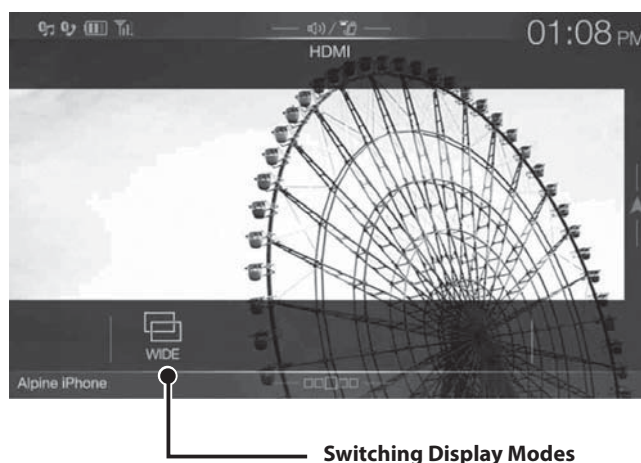 01:08 PM
HDMI
WIDE
Alpine iPhone
Switching Display Modes